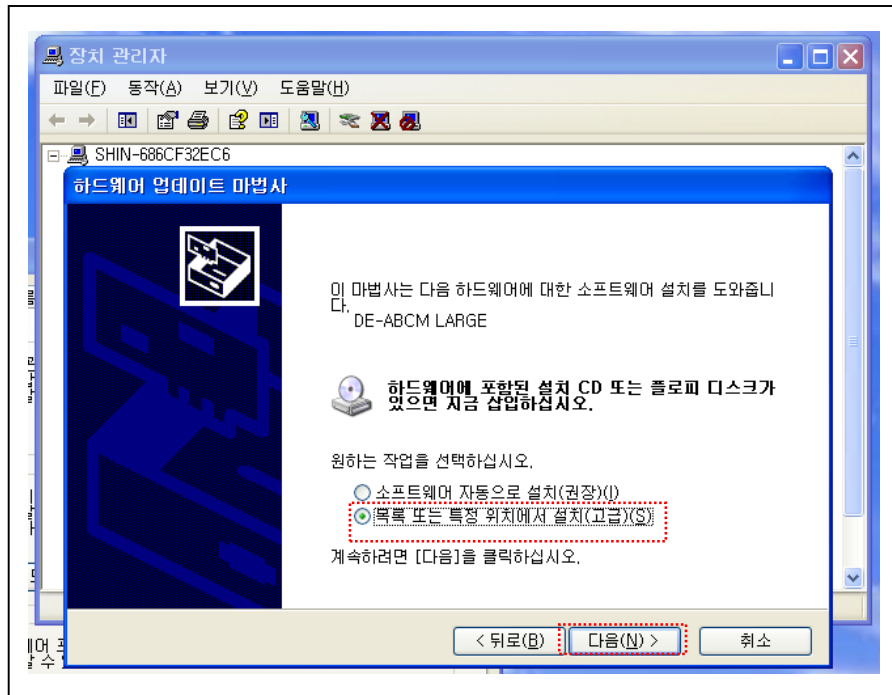 장치 관리자
파일(F) 동작(A) 보기(V) 도움말(H)
SHIN-686CF32EC6
하드웨어 업데이트 마법사
이 마법사는 다음 하드웨어에 대한 소프트웨어 설치를 도와줍니
다.
DE-ABCM LARGE
하드웨어에 포함된 설치 CD 또는 플로피 디스크가
있으면 지금 삽입하십시오.
원하는 작업을 선택하십시오.
소프트웨어 자동으로 설치(권장)(I)
목록 또는 특정 위치에서 설치(고급)(S)
계속하려면 [다음]을 클릭하십시오.
< 뒤로(B) 다음(N) > 취소